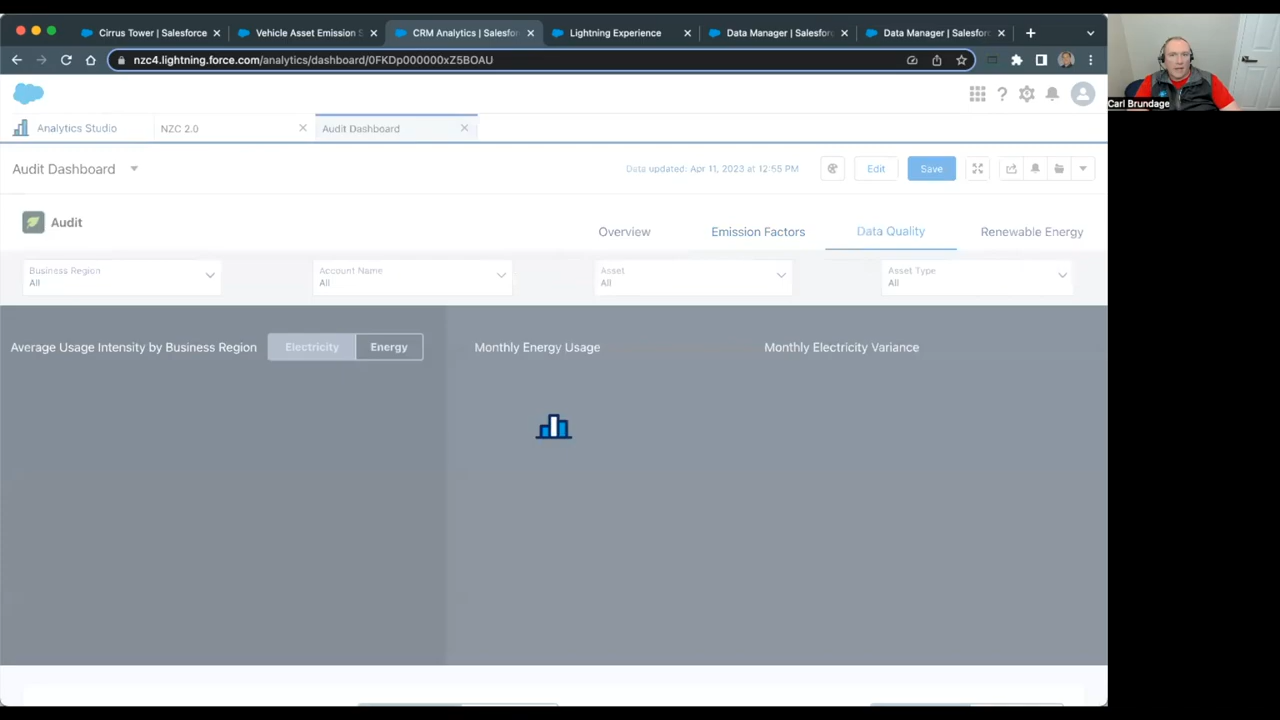 Cirrus Tower | Salesforce
Vehicle Asset Emission S
CRM Analytics | Salesfor
Lightning Experience
Data Manager | Salesforc
Data Manager | Salesforc
nzc4.lightning.force.com/analytics/dashboard/0FKDp000000xZ5BOAU
Carl Brundage
Analytics Studio
NZC 2.0
Audit Dashboard
Audit Dashboard
Data updated: Apr 11, 2023 at 12:55 PM
Edit
Save
Audit
Overview
Emission Factors
Data Quality
Renewable Energy
Business Region
All
Account Name
All
Asset
All
Asset Type
All
Average Usage Intensity by Business Region
Electricity
Energy
Monthly Energy Usage
Monthly Electricity Variance